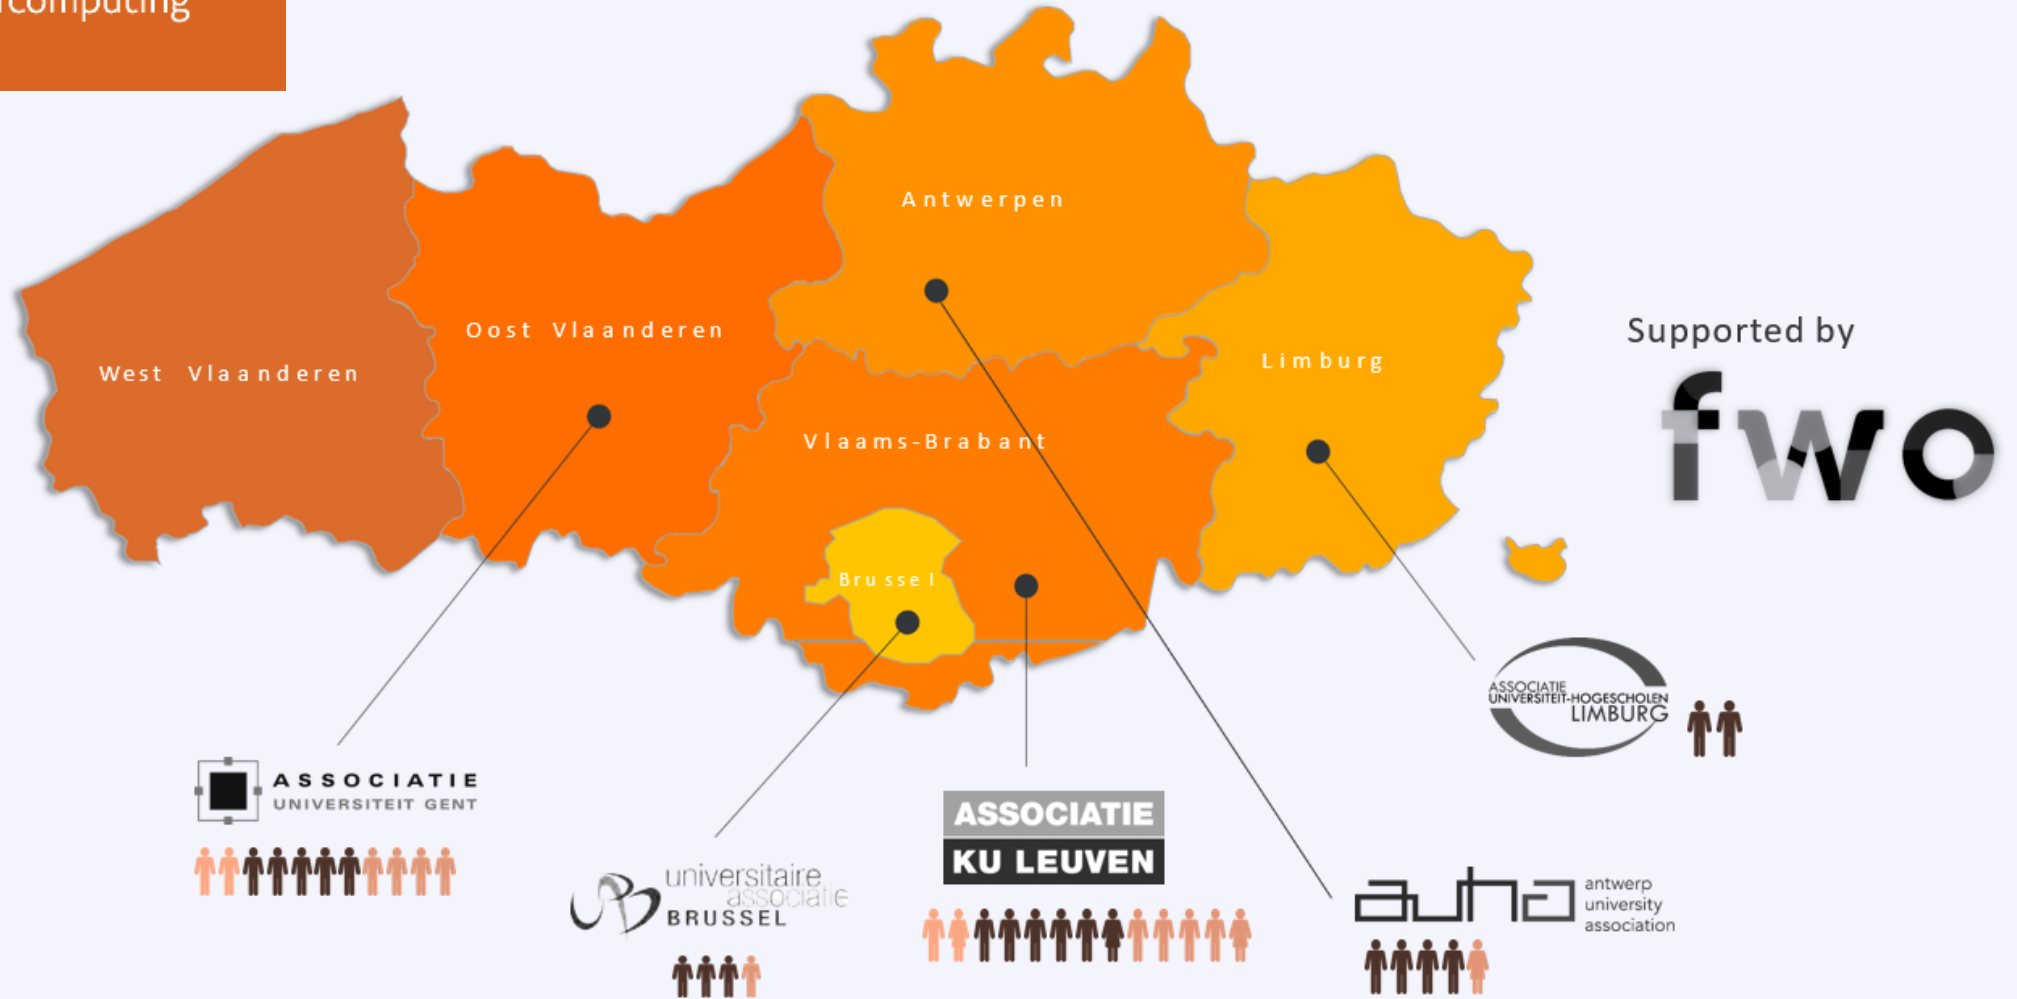 Antwerpen
Oost Vlaanderen
West Vlaanderen
Limburg
Vlaams-Brabant
Brussel
Supported by
fwo
ASSOCIATIE
UNIVERSITEIT-HOGESCHOLEN
LIMBURG
ASSOCIATIE
UNIVERSITEIT GENT
universitaire
associatie
BRUSSEL
ASSOCIATIE
KU LEUVEN
auha
antwerp
university
association